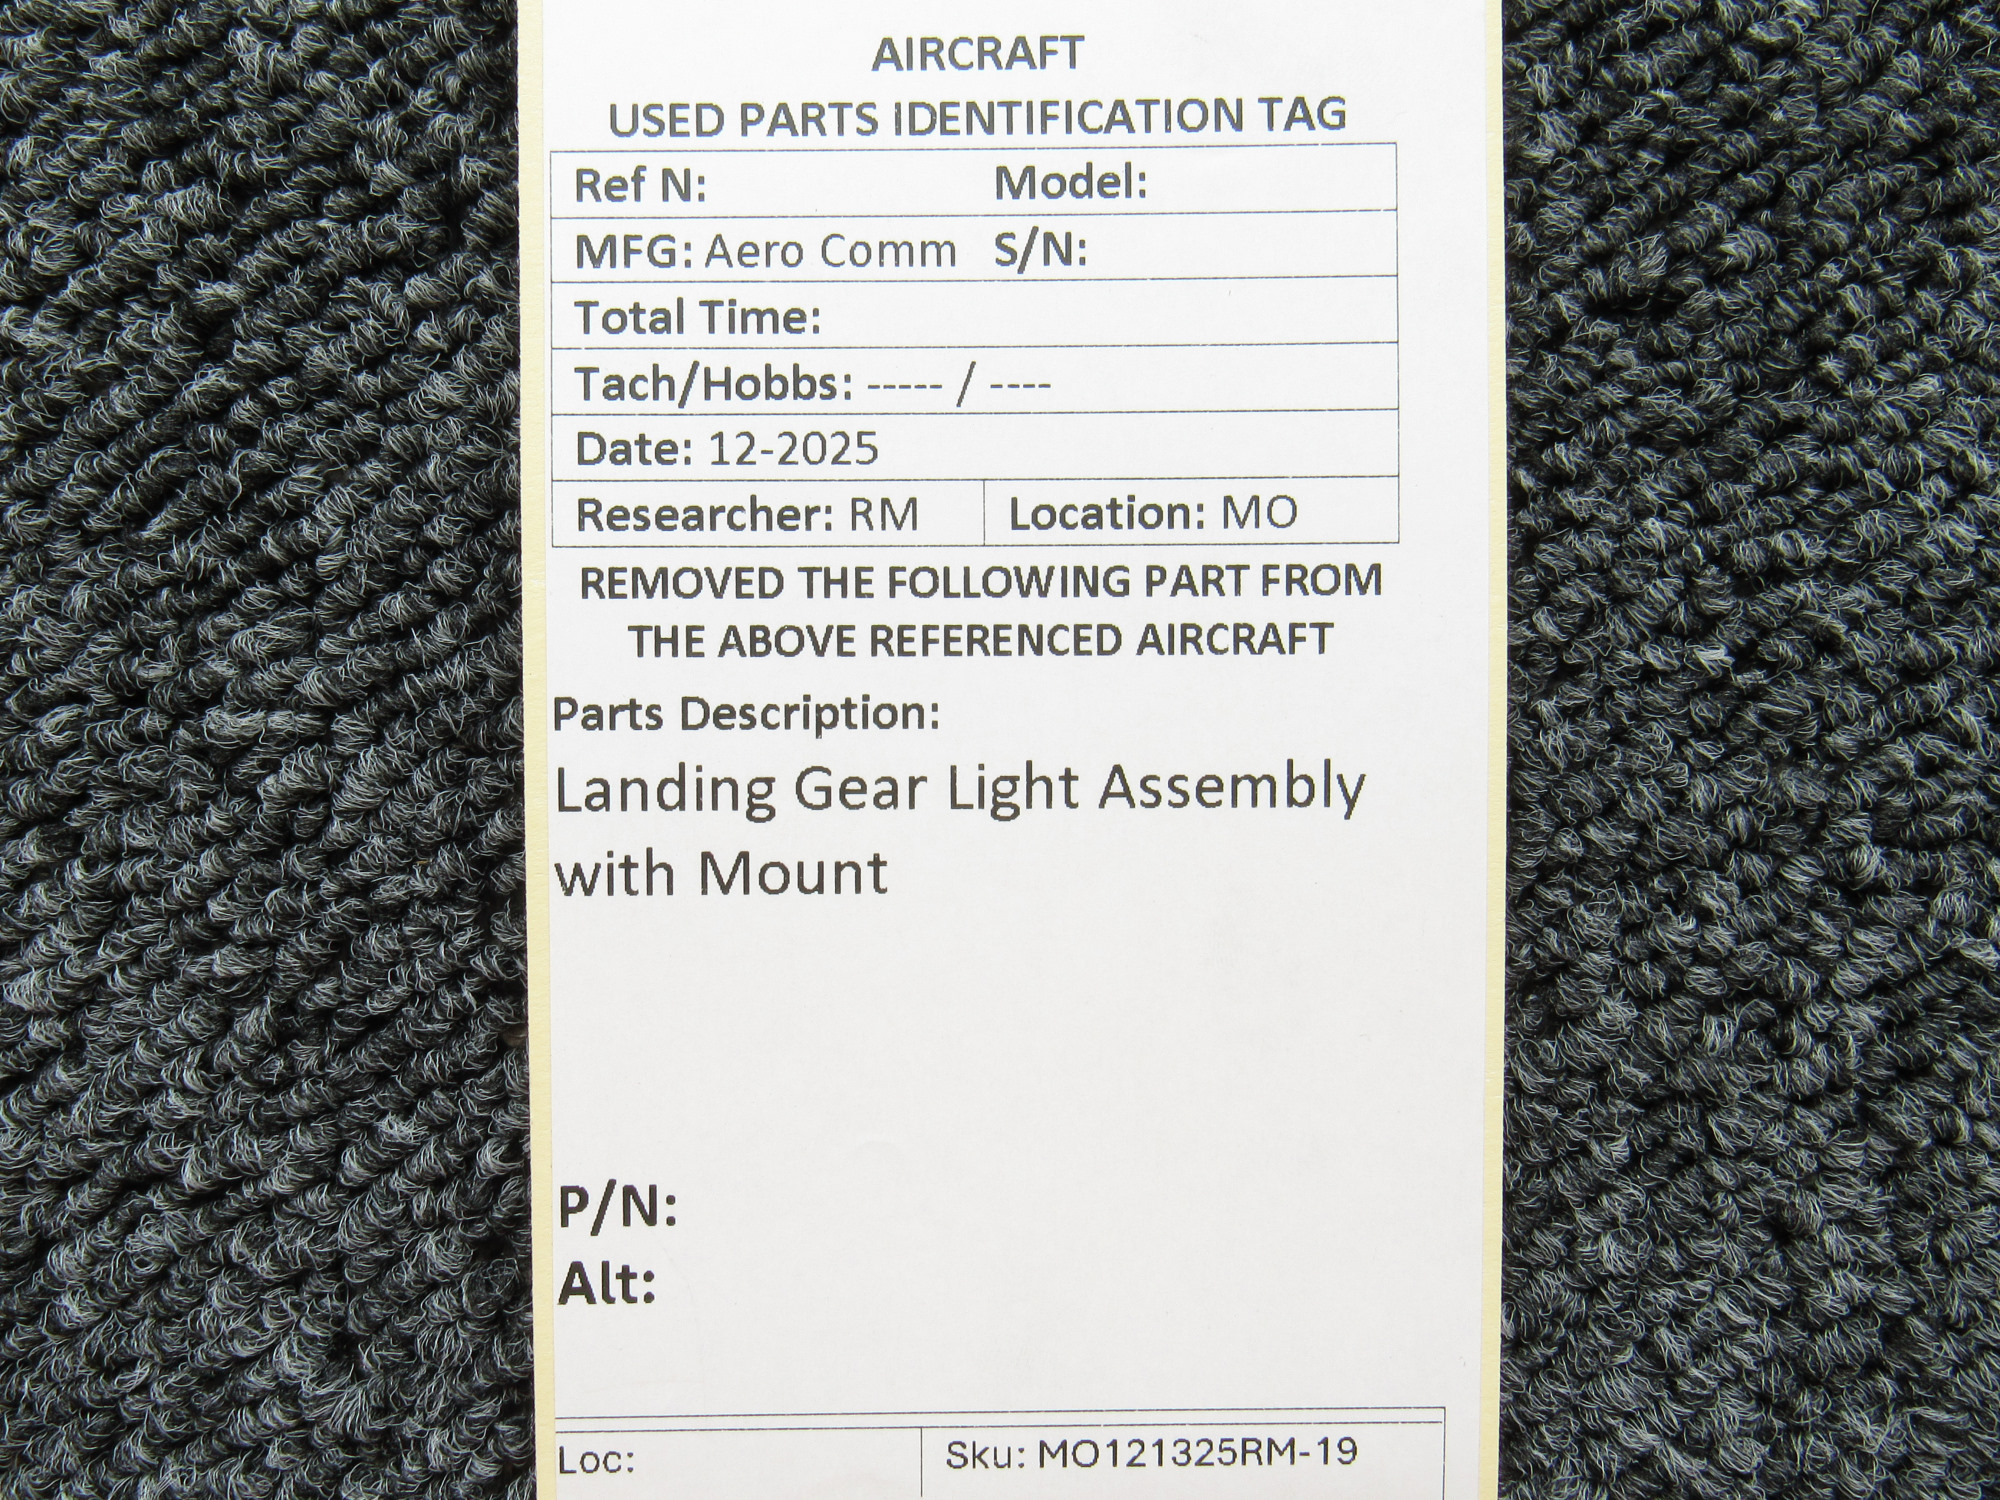 AIRCRAFT
USED PARTS IDENTIFICATION TAG
Ref N: Model:
MFG: Aero Comm S/N:
Total Time:
Tach/Hobbs: ----- / ----
Date: 12-2025
Researcher: RM Location: MO
REMOVED THE FOLLOWING PART FROM
THE ABOVE REFERENCED AIRCRAFT
Parts Description:
Landing Gear Light Assembly
with Mount
P/N:
Alt:
Loc: Sku: MO121325RM-19